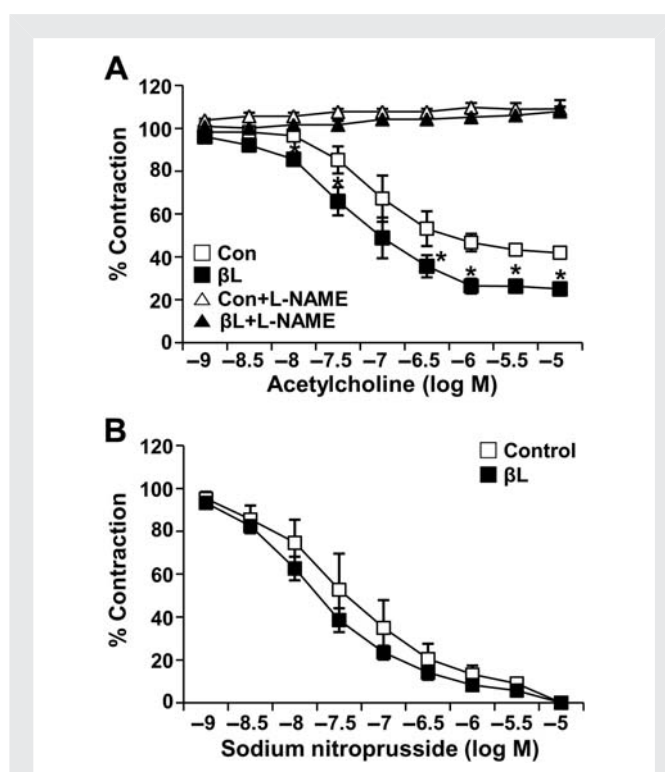 A
120
100
80
60
40
20
0
% Contraction
* * * * * *
Con
βL
Con+L-NAME
βL+L-NAME
–9 –8.5 –8 –7.5 –7 –6.5 –6 –5.5 –5
Acetylcholine (log M)
B
120
100
80
60
40
20
0
% Contraction
Control
βL
–9 –8.5 –8 –7.5 –7 –6.5 –6 –5.5 –5
Sodium nitroprusside (log M)